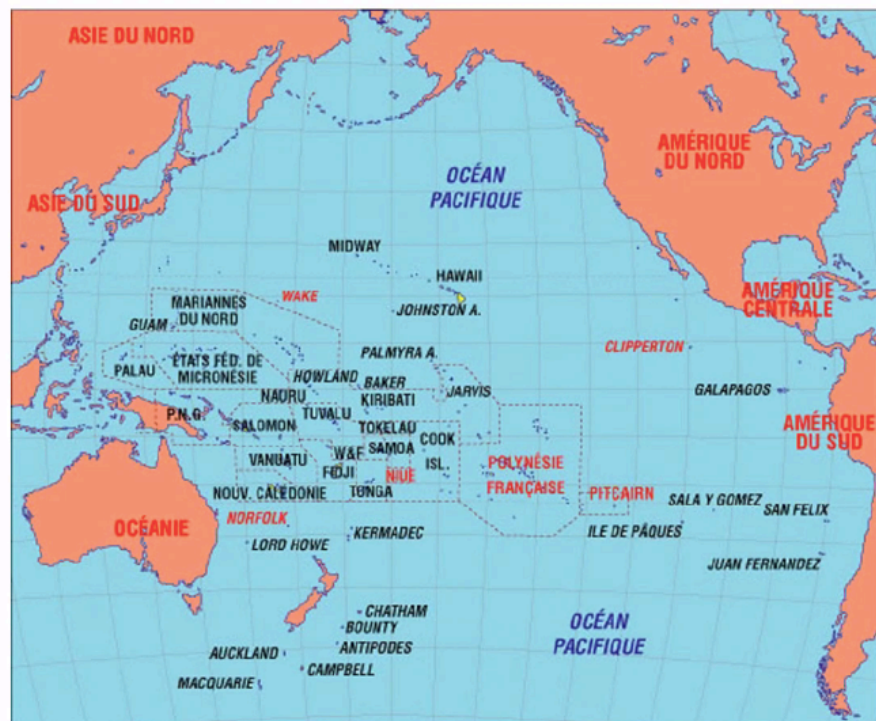 ASIE DU NORD
OCÉAN
PACIFIQUE
AMÉRIQUE
DU NORD
ASIE DU SUD
MIDWAY
HAWAII
WAKE
JOHNSTON A.
MARIANNES
DU NORD
GUAM
AMÉRIQUE
CENTRALE
PALMYRA A.
CLIPPERTON
PALAU
ÉTATS FÉD. DE
MICRONÉSIE
HOWLAND
BAKER
JARVIS
GALAPAGOS
NAURU
KIRIBATI
P.N.G.
TUVALU
SALOMON
TOKELAU
AMÉRIQUE
DU SUD
COOK
ISL.
W&F
SAMOA
VANUATU
FIDJI
NIUE
POLYNÉSIE
FRANÇAISE
NOUV. CALÉDONIE
TONGA
PITCAIRN
SALA Y GOMEZ
SAN FELIX
OCÉANIE
NORFOLK
LORD HOWE
KERMADEC
ILE DE PÂQUES
JUAN FERNANDEZ
CHATHAM
BOUNTY
ANTIPODES
OCÉAN
PACIFIQUE
AUCKLAND
CAMPBELL
MACQUARIE